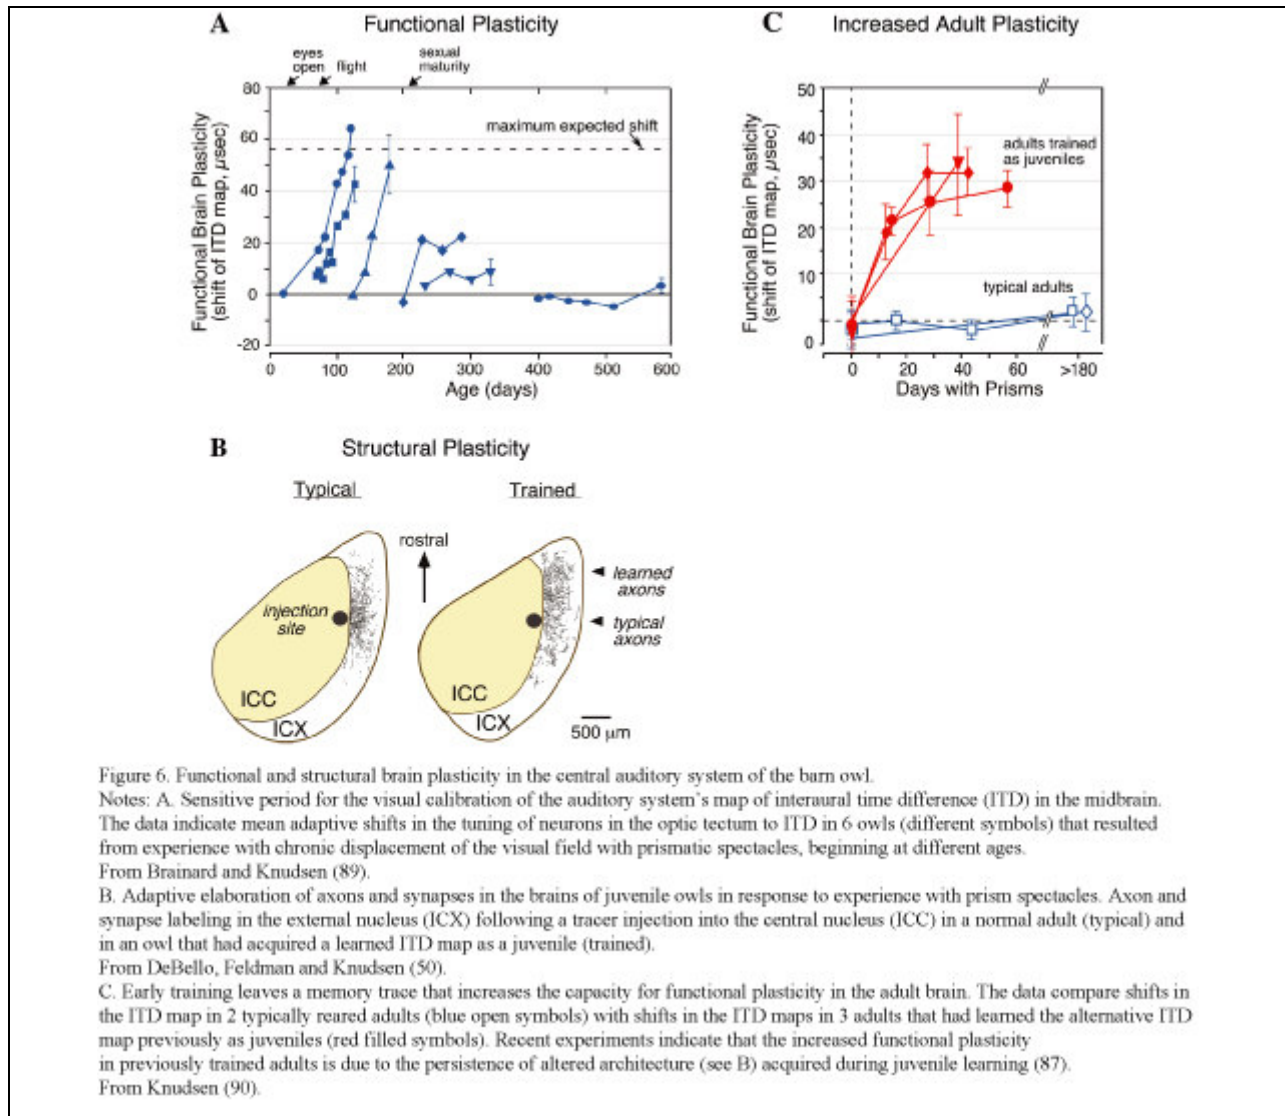 A Functional Plasticity
eyes open
flight
sexual maturity
maximum expected shift
Functional Brain Plasticity
(shift of ITD map, µsec)
80
60
40
20
0
-20
0 100 200 300 400 500 600
Age (days)
C Increased Adult Plasticity
Functional Brain Plasticity
(shift of ITD map, µsec)
50
40
30
20
10
0
0
adults trained
as juveniles
typical adults
0 20 40 60 >180
Days with Prisms
B Structural Plasticity
Typical
Trained
rostral
injection
site
learned
axons
typical
axons
ICC
ICX
ICC
ICX
500 µm
Figure 6. Functional and structural brain plasticity in the central auditory system of the barn owl.
Notes: A. Sensitive period for the visual calibration of the auditory system's map of interaural time difference (ITD) in the midbrain.
The data indicate mean adaptive shifts in the tuning of neurons in the optic tectum to ITD in 6 owls (different symbols) that resulted
from experience with chronic displacement of the visual field with prismatic spectacles, beginning at different ages.
From Brainard and Knudsen (89).
B. Adaptive elaboration of axons and synapses in the brains of juvenile owls in response to experience with prism spectacles. Axon and
synapse labeling in the external nucleus (ICX) following a tracer injection into the central nucleus (ICC) in a normal adult (typical) and
in an owl that had acquired a learned ITD map as a juvenile (trained).
From DeBello, Feldman and Knudsen (50).
C. Early training leaves a memory trace that increases the capacity for functional plasticity in the adult brain. The data compare shifts in
the ITD map in 2 typically reared adults (blue open symbols) with shifts in the ITD maps in 3 adults that had learned the alternative ITD
map previously as juveniles (red filled symbols). Recent experiments indicate that the increased functional plasticity
in previously trained adults is due to the persistence of altered architecture (see B) acquired during juvenile learning (87).
From Knudsen (90).